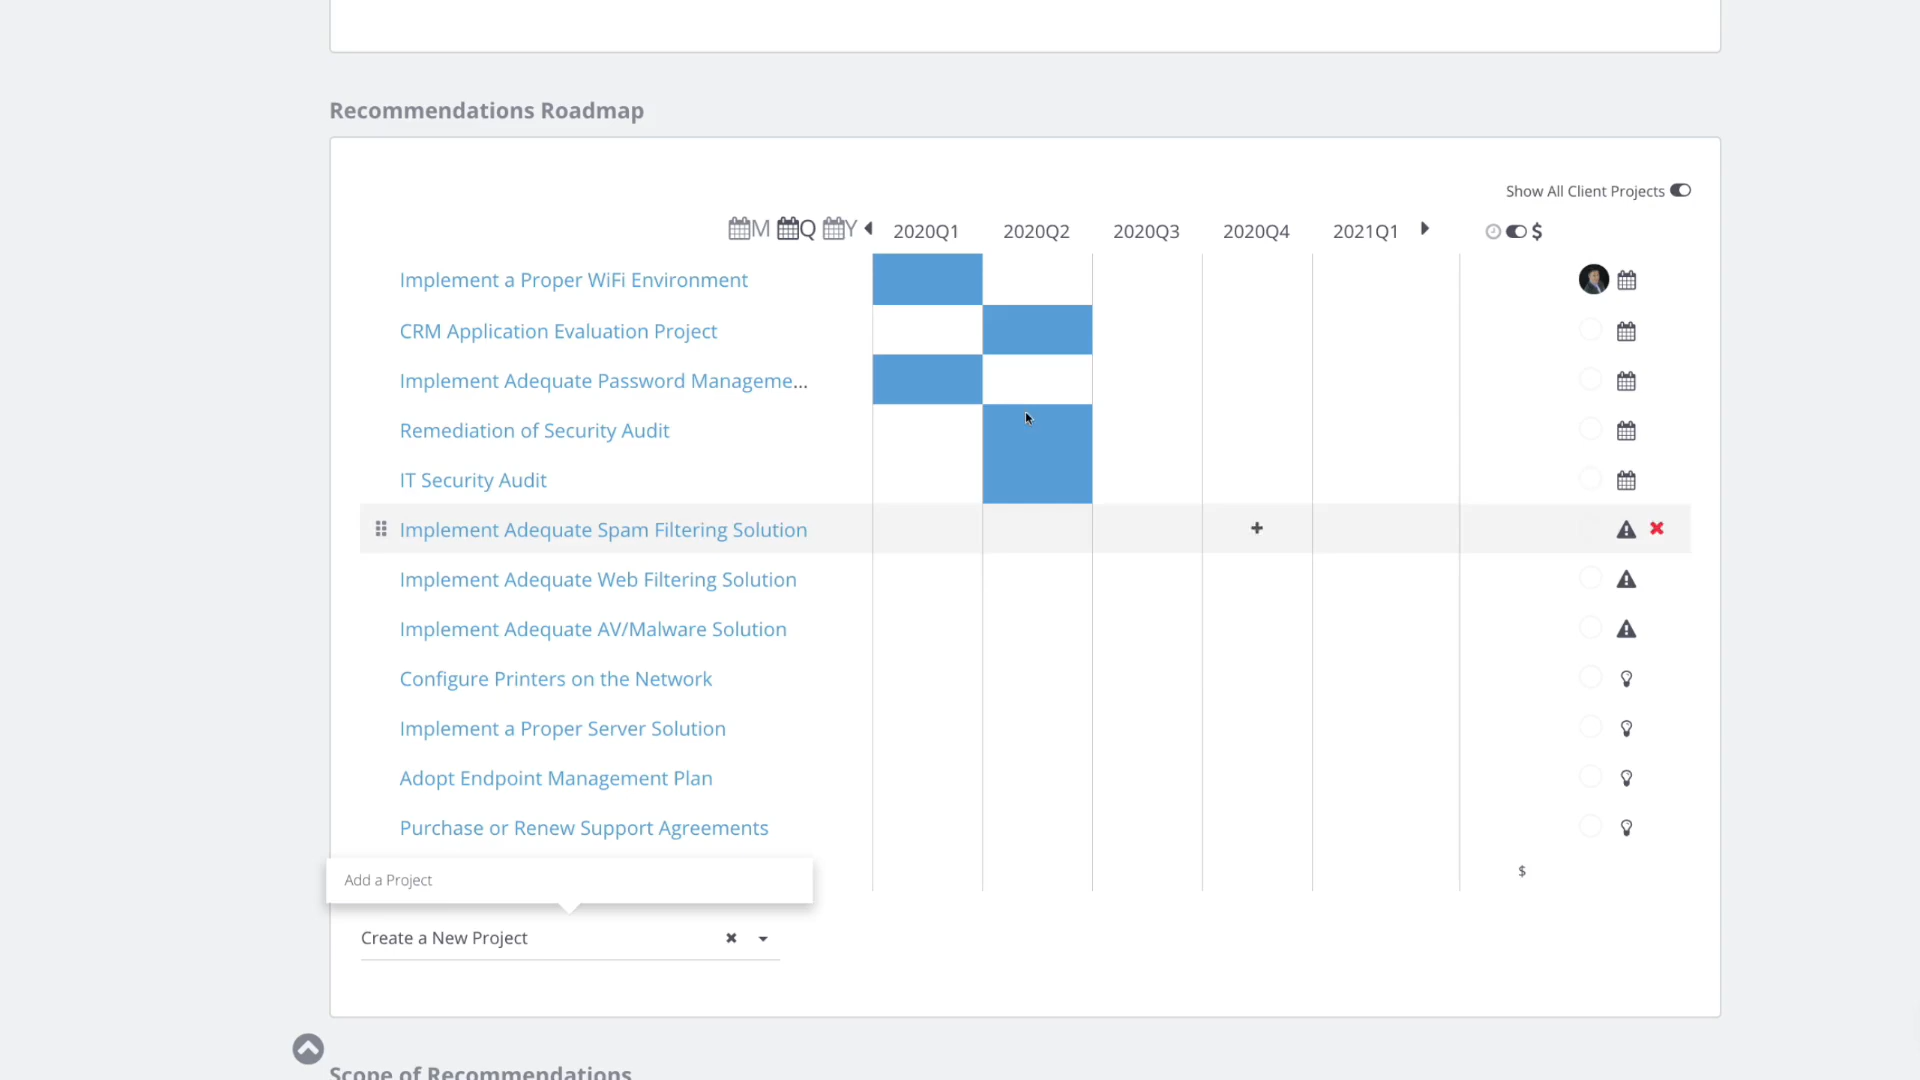 Recommendations Roadmap
Show All Client Projects
M Q Y 2020Q1 2020Q2 2020Q3 2020Q4 2021Q1 $
Implement a Proper WiFi Environment
CRM Application Evaluation Project
Implement Adequate Password Manageme...
Remediation of Security Audit
IT Security Audit
Implement Adequate Spam Filtering Solution
Implement Adequate Web Filtering Solution
Implement Adequate AV/Malware Solution
Configure Printers on the Network
Implement a Proper Server Solution
Adopt Endpoint Management Plan
Purchase or Renew Support Agreements
$
Add a Project
Create a New Project
Scope of Recommendations